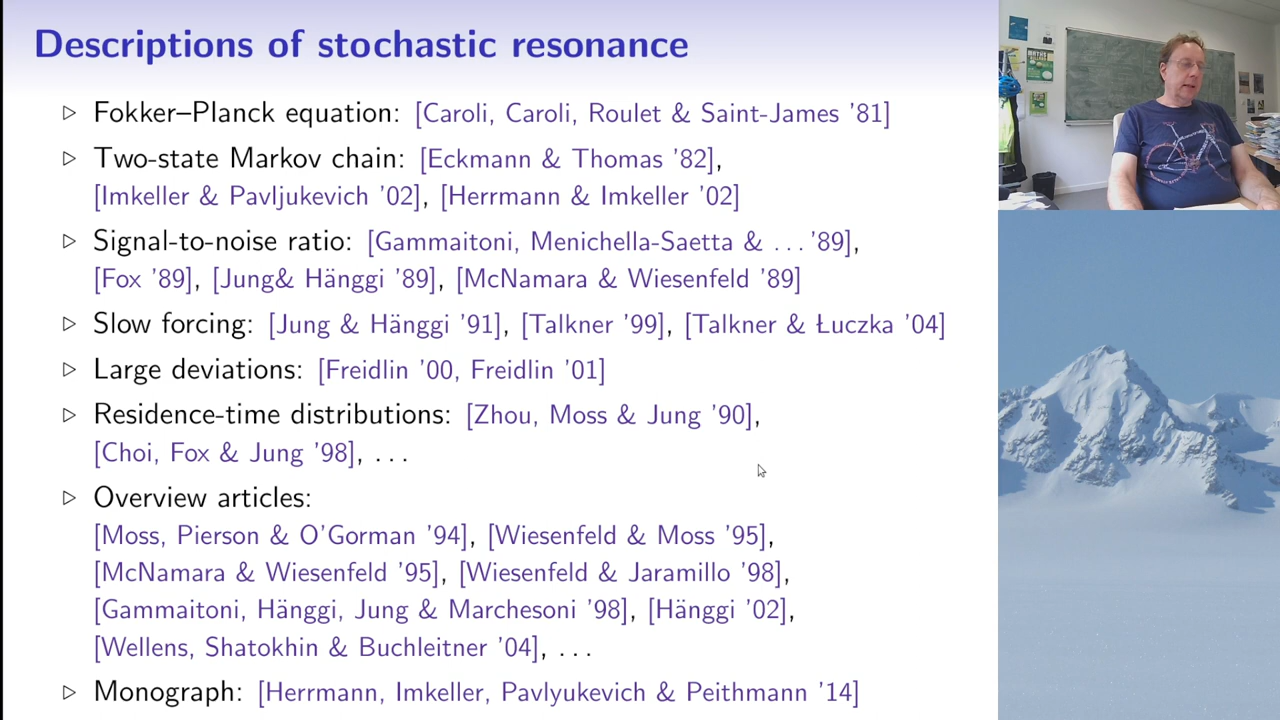 Descriptions of stochastic resonance
▷ Fokker–Planck equation: [Caroli, Caroli, Roulet & Saint-James ’81]
▷ Two-state Markov chain: [Eckmann & Thomas ’82],
[Imkeller & Pavljukevich ’02], [Herrmann & Imkeller ’02]
▷ Signal-to-noise ratio: [Gammaitoni, Menichella-Saetta & . . . ’89],
[Fox ’89], [Jung& Hänggi ’89], [McNamara & Wiesenfeld ’89]
▷ Slow forcing: [Jung & Hänggi ’91], [Talkner ’99], [Talkner & Łuczka ’04]
▷ Large deviations: [Freidlin ’00, Freidlin ’01]
▷ Residence-time distributions: [Zhou, Moss & Jung ’90],
[Choi, Fox & Jung ’98], . . .
▷ Overview articles:
[Moss, Pierson & O’Gorman ’94], [Wiesenfeld & Moss ’95],
[McNamara & Wiesenfeld ’95], [Wiesenfeld & Jaramillo ’98],
[Gammaitoni, Hänggi, Jung & Marchesoni ’98], [Hänggi ’02],
[Wellens, Shatokhin & Buchleitner ’04], . . .
▷ Monograph: [Herrmann, Imkeller, Pavlyukevich & Peithmann ’14]